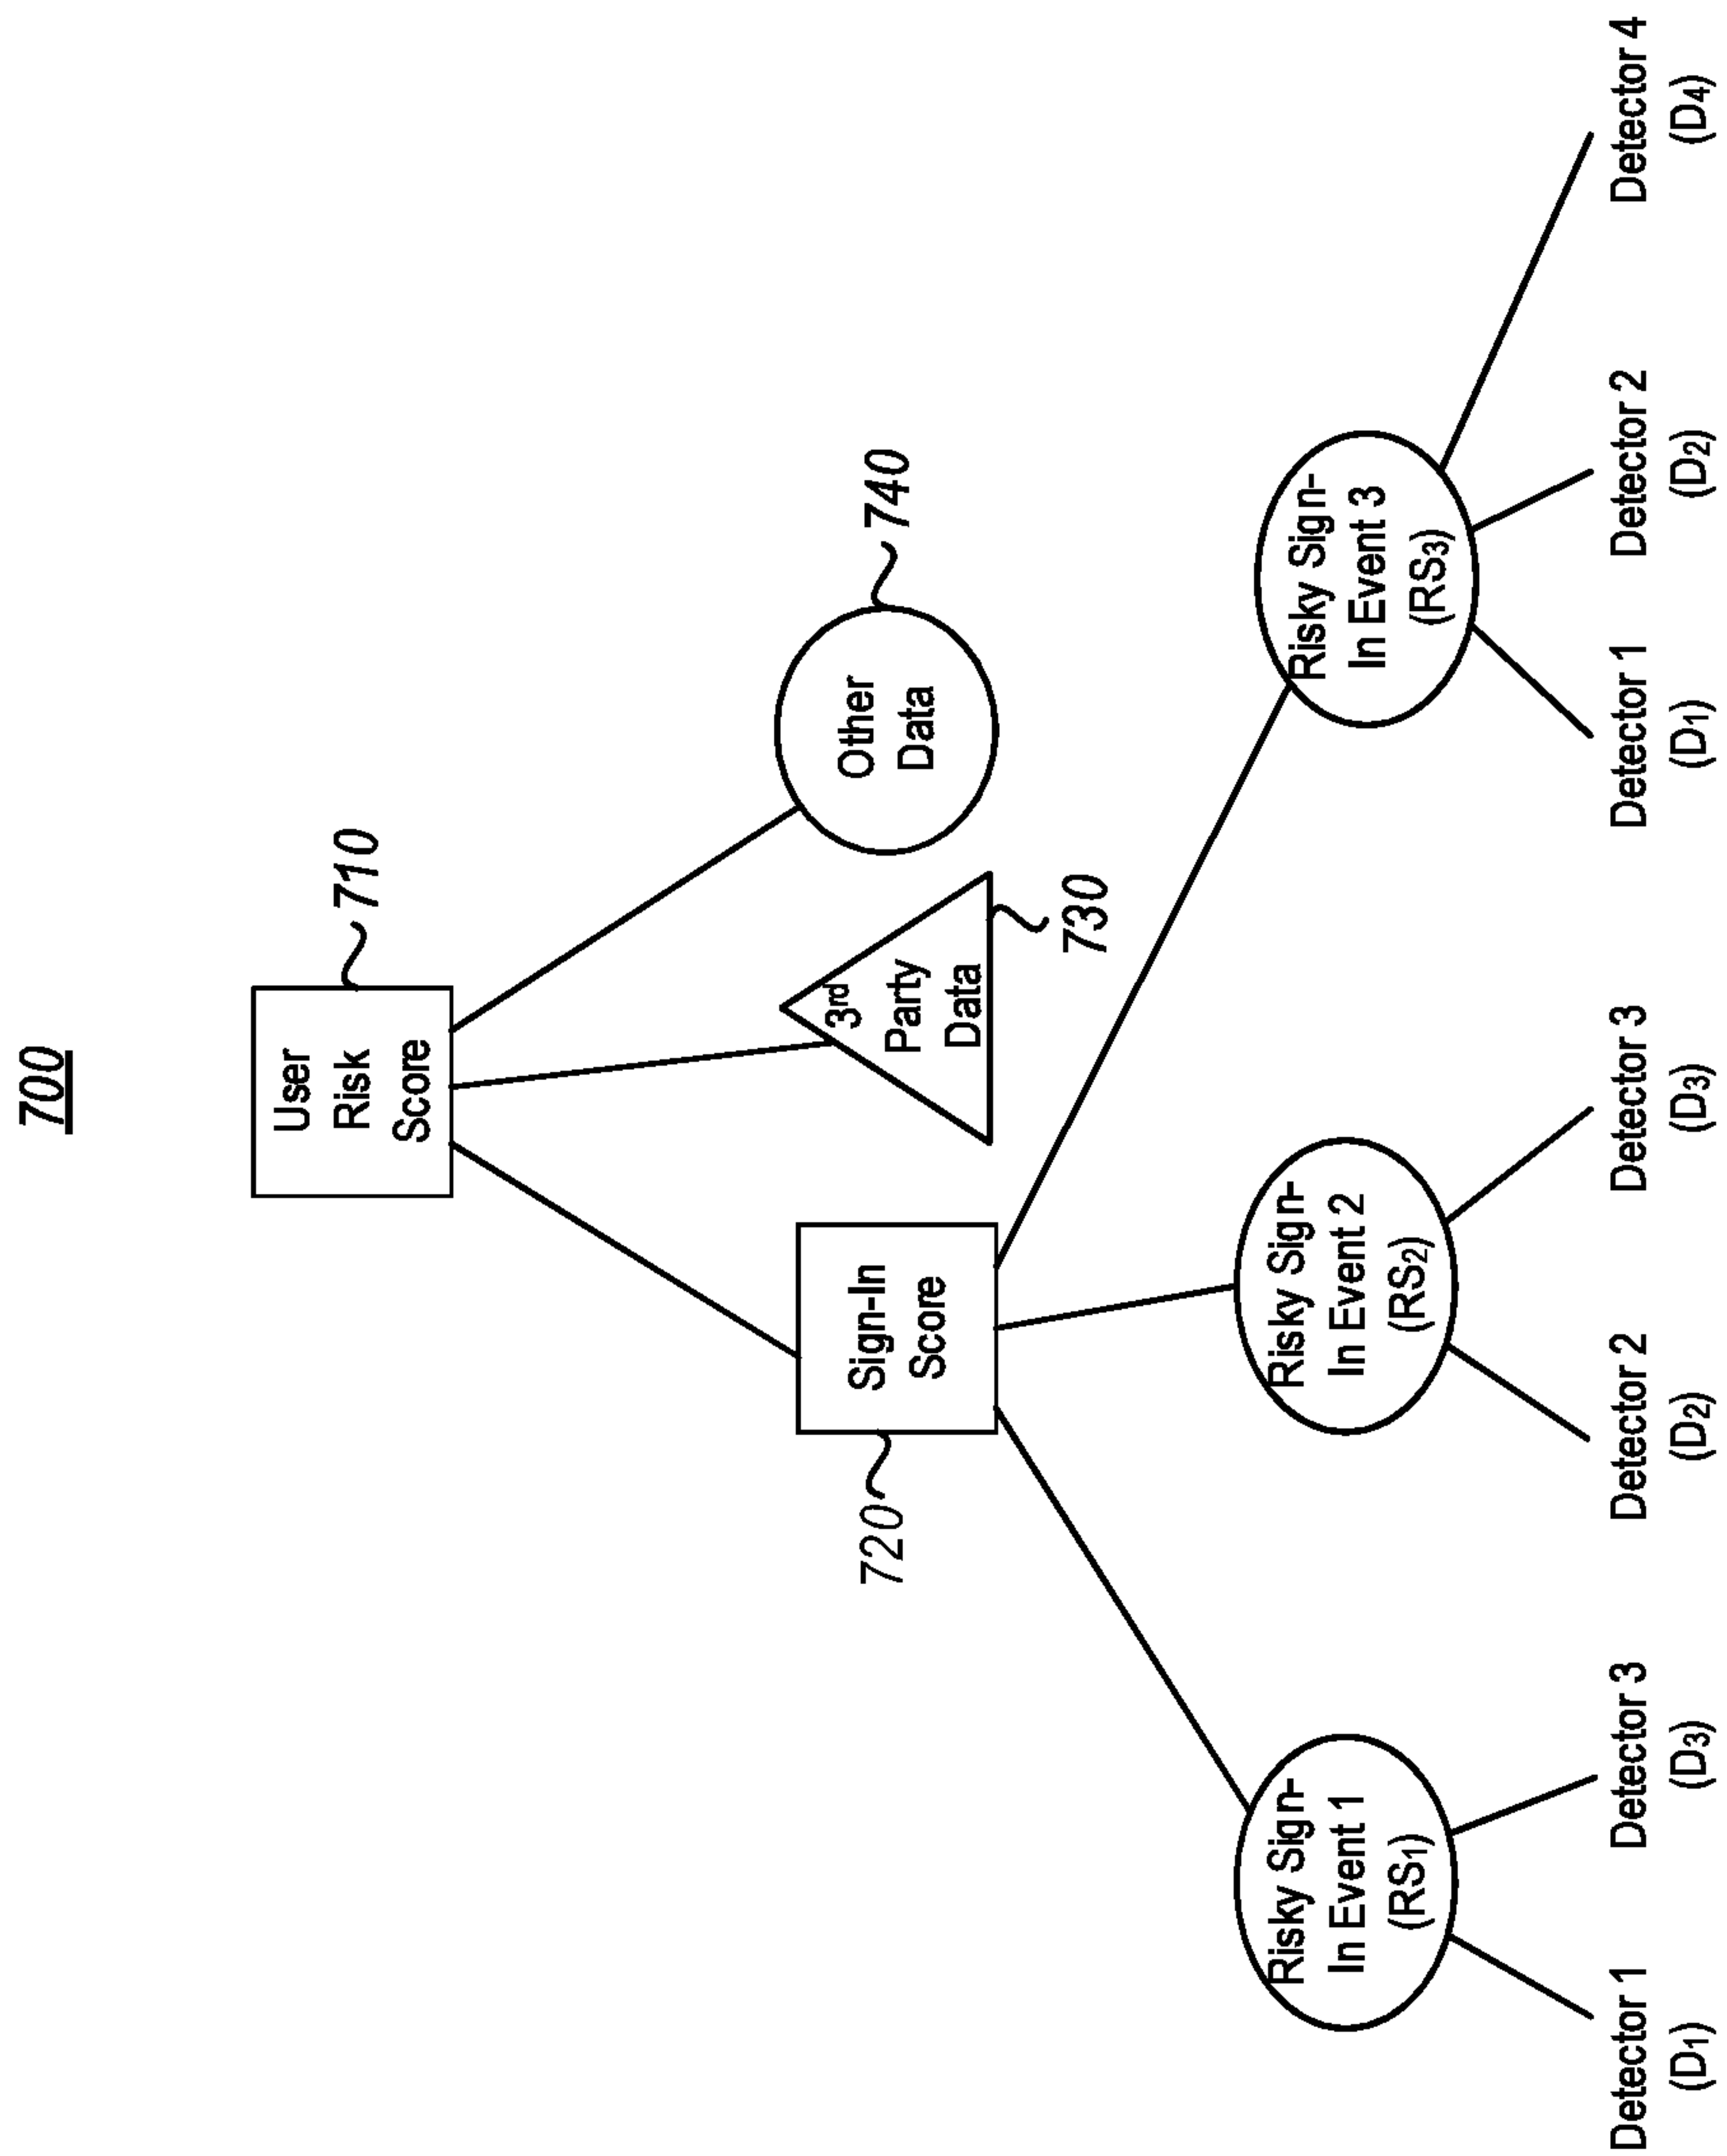 700
User
Risk
Score
710
Sign-In
Score
720
3rd
Party
Data
730
Other
Data
740
Risky Sign-
In Event 1
(RS1)
Risky Sign-
In Event 2
(RS2)
Risky Sign-
In Event 3
(RS3)
Detector 1
(D1)
Detector 3
(D3)
Detector 2
(D2)
Detector 3
(D3)
Detector 1
(D1)
Detector 2
(D2)
Detector 4
(D4)